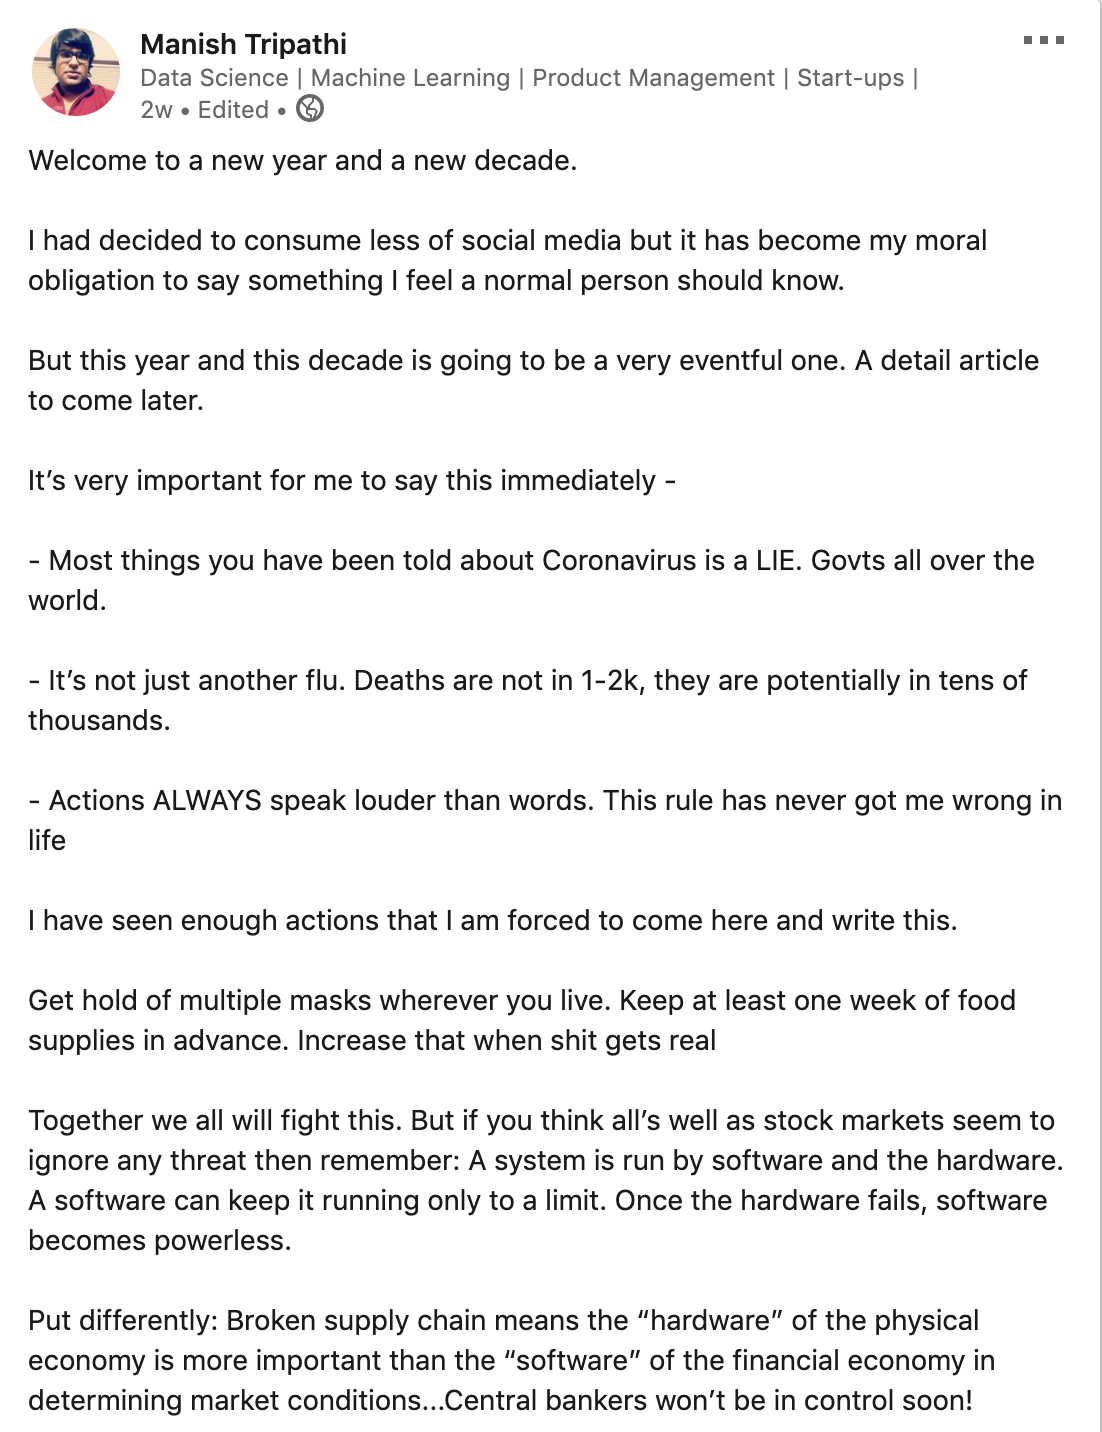 Manish Tripathi
Data Science | Machine Learning | Product Management | Start-ups |
2w • Edited •
Welcome to a new year and a new decade.
I had decided to consume less of social media but it has become my moral
obligation to say something I feel a normal person should know.
But this year and this decade is going to be a very eventful one. A detail article
to come later.
It’s very important for me to say this immediately -
- Most things you have been told about Coronavirus is a LIE. Govts all over the
world.
- It’s not just another flu. Deaths are not in 1-2k, they are potentially in tens of
thousands.
- Actions ALWAYS speak louder than words. This rule has never got me wrong in
life
I have seen enough actions that I am forced to come here and write this.
Get hold of multiple masks wherever you live. Keep at least one week of food
supplies in advance. Increase that when shit gets real
Together we all will fight this. But if you think all’s well as stock markets seem to
ignore any threat then remember: A system is run by software and the hardware.
A software can keep it running only to a limit. Once the hardware fails, software
becomes powerless.
Put differently: Broken supply chain means the “hardware” of the physical
economy is more important than the “software” of the financial economy in
determining market conditions...Central bankers won’t be in control soon!